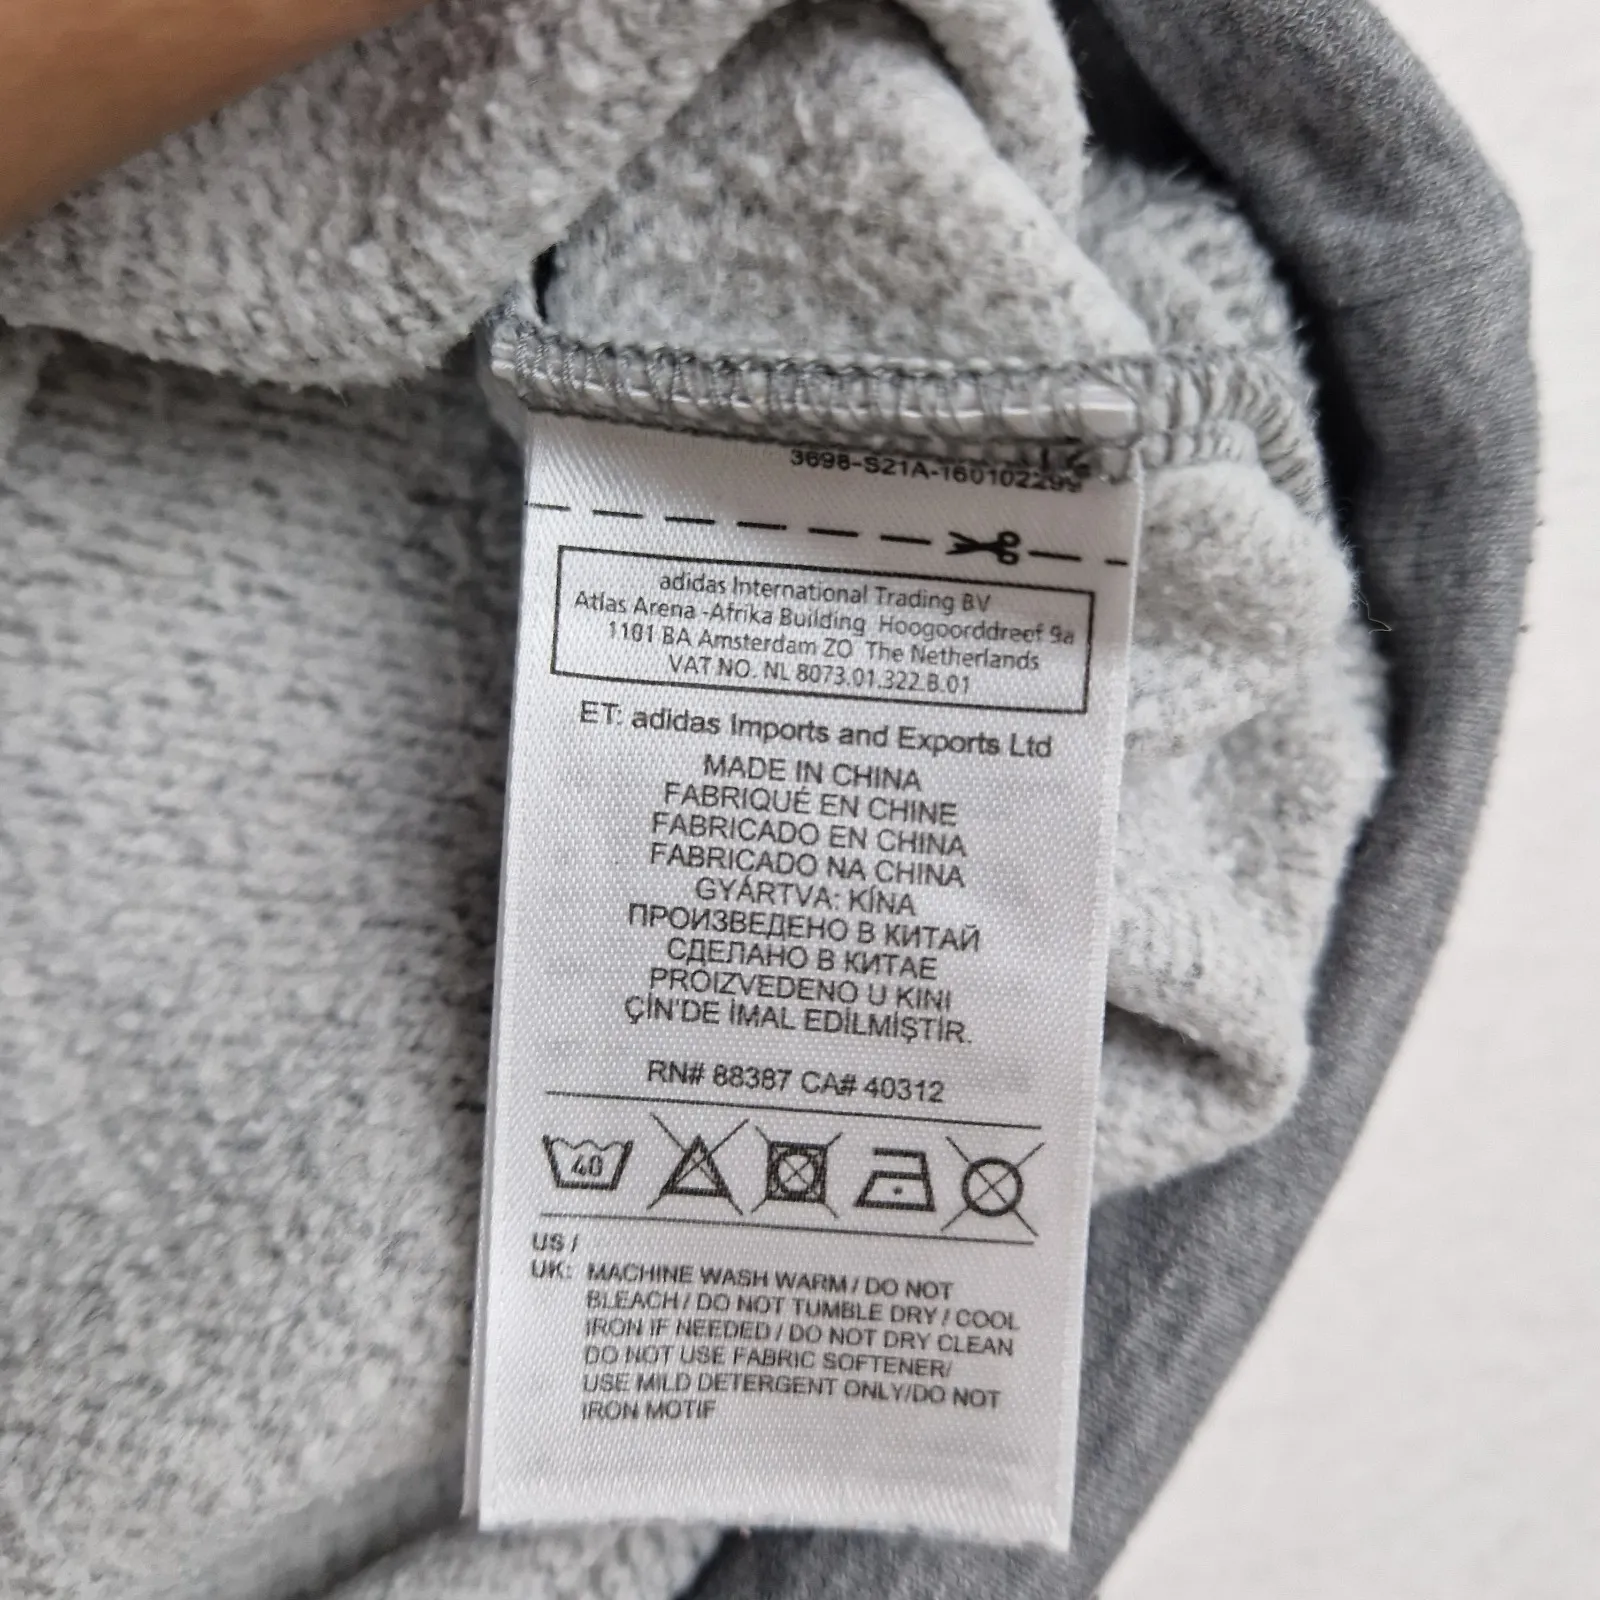 3698-S21A-160102299
adidas International Trading BV
Atlas Arena -Afrika Building Hoogoorddreef 9a
1101 BA Amsterdam ZO The Netherlands
VAT NO. NL 8073.01.322.B.01
ET: adidas Imports and Exports Ltd
MADE IN CHINA
FABRIQUÉ EN CHINE
FABRICADO EN CHINA
FABRICADO NA CHINA
GYÁRTVA: KÍNA
ПРОИЗВЕДЕНО В КИТАЙ
СДЕЛАНО В КИТАЕ
PROIZVEDENO U KINI
ÇİN'DE İMAL EDİLMİŞTİR.
RN# 88387 CA# 40312
40
US /
UK: MACHINE WASH WARM / DO NOT
BLEACH / DO NOT TUMBLE DRY / COOL
IRON IF NEEDED / DO NOT DRY CLEAN
DO NOT USE FABRIC SOFTENER/
USE MILD DETERGENT ONLY/DO NOT
IRON MOTIF